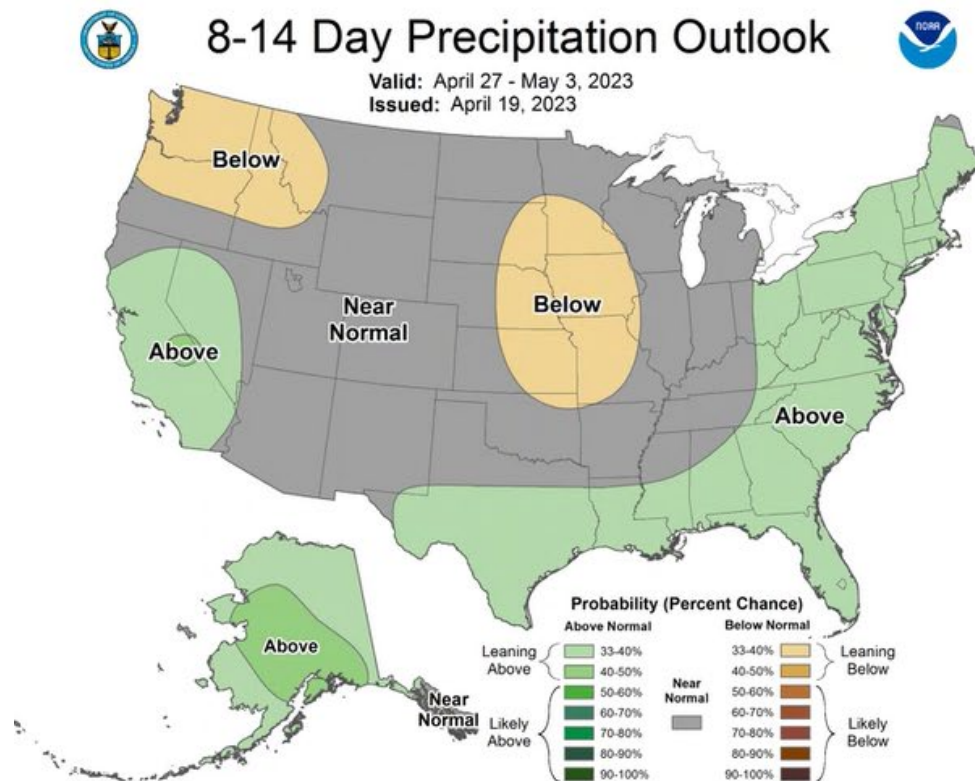 8-14 Day Precipitation Outlook
NOAA
Valid: April 27 - May 3, 2023
Issued: April 19, 2023
Below
Near
Normal
Below
Above
Above
Above
Near
Normal
Probability (Percent Chance)
Above Normal
Below Normal
Leaning
Above
33-40%
40-50%
Likely
Above
50-60%
60-70%
70-80%
80-90%
90-100%
Near
Normal
33-40%
40-50%
Leaning
Below
50-60%
60-70%
70-80%
80-90%
90-100%
Likely
Below